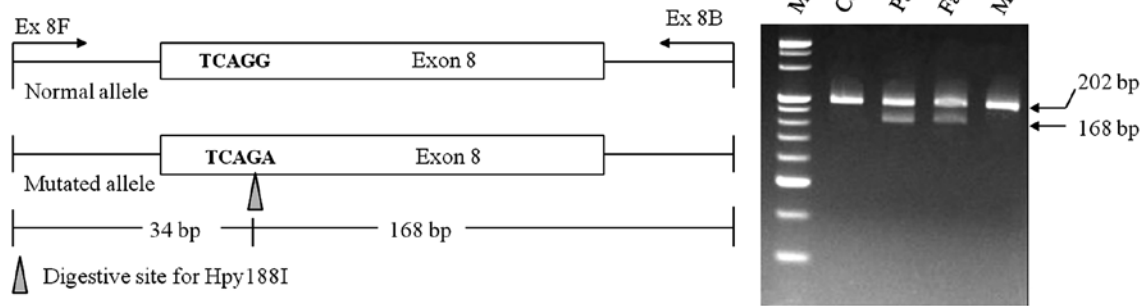 Ex 8F
Ex 8B
TCAGG
Exon 8
Normal allele
TCAGA
Exon 8
Mutated allele
34 bp
168 bp
Digestive site for Hpy188I
M
202 bp
168 bp